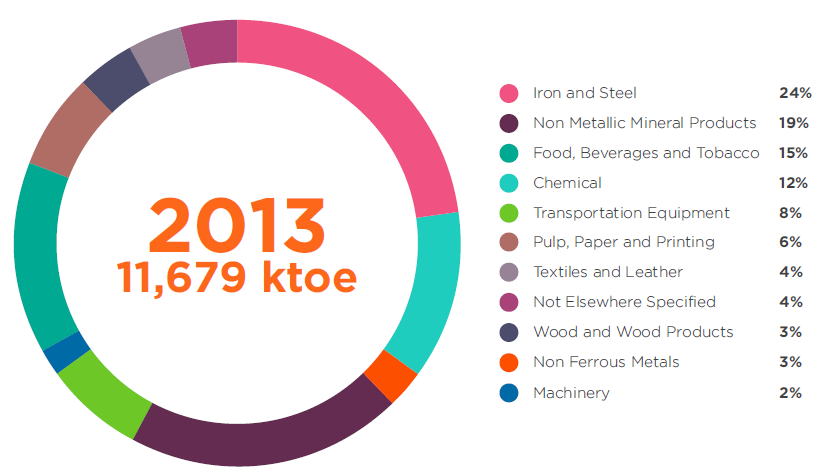 2013
11,679 ktoe
Iron and Steel 24%
Non Metallic Mineral Products 19%
Food, Beverages and Tobacco 15%
Chemical 12%
Transportation Equipment 8%
Pulp, Paper and Printing 6%
Textiles and Leather 4%
Not Elsewhere Specified 4%
Wood and Wood Products 3%
Non Ferrous Metals 3%
Machinery 2%